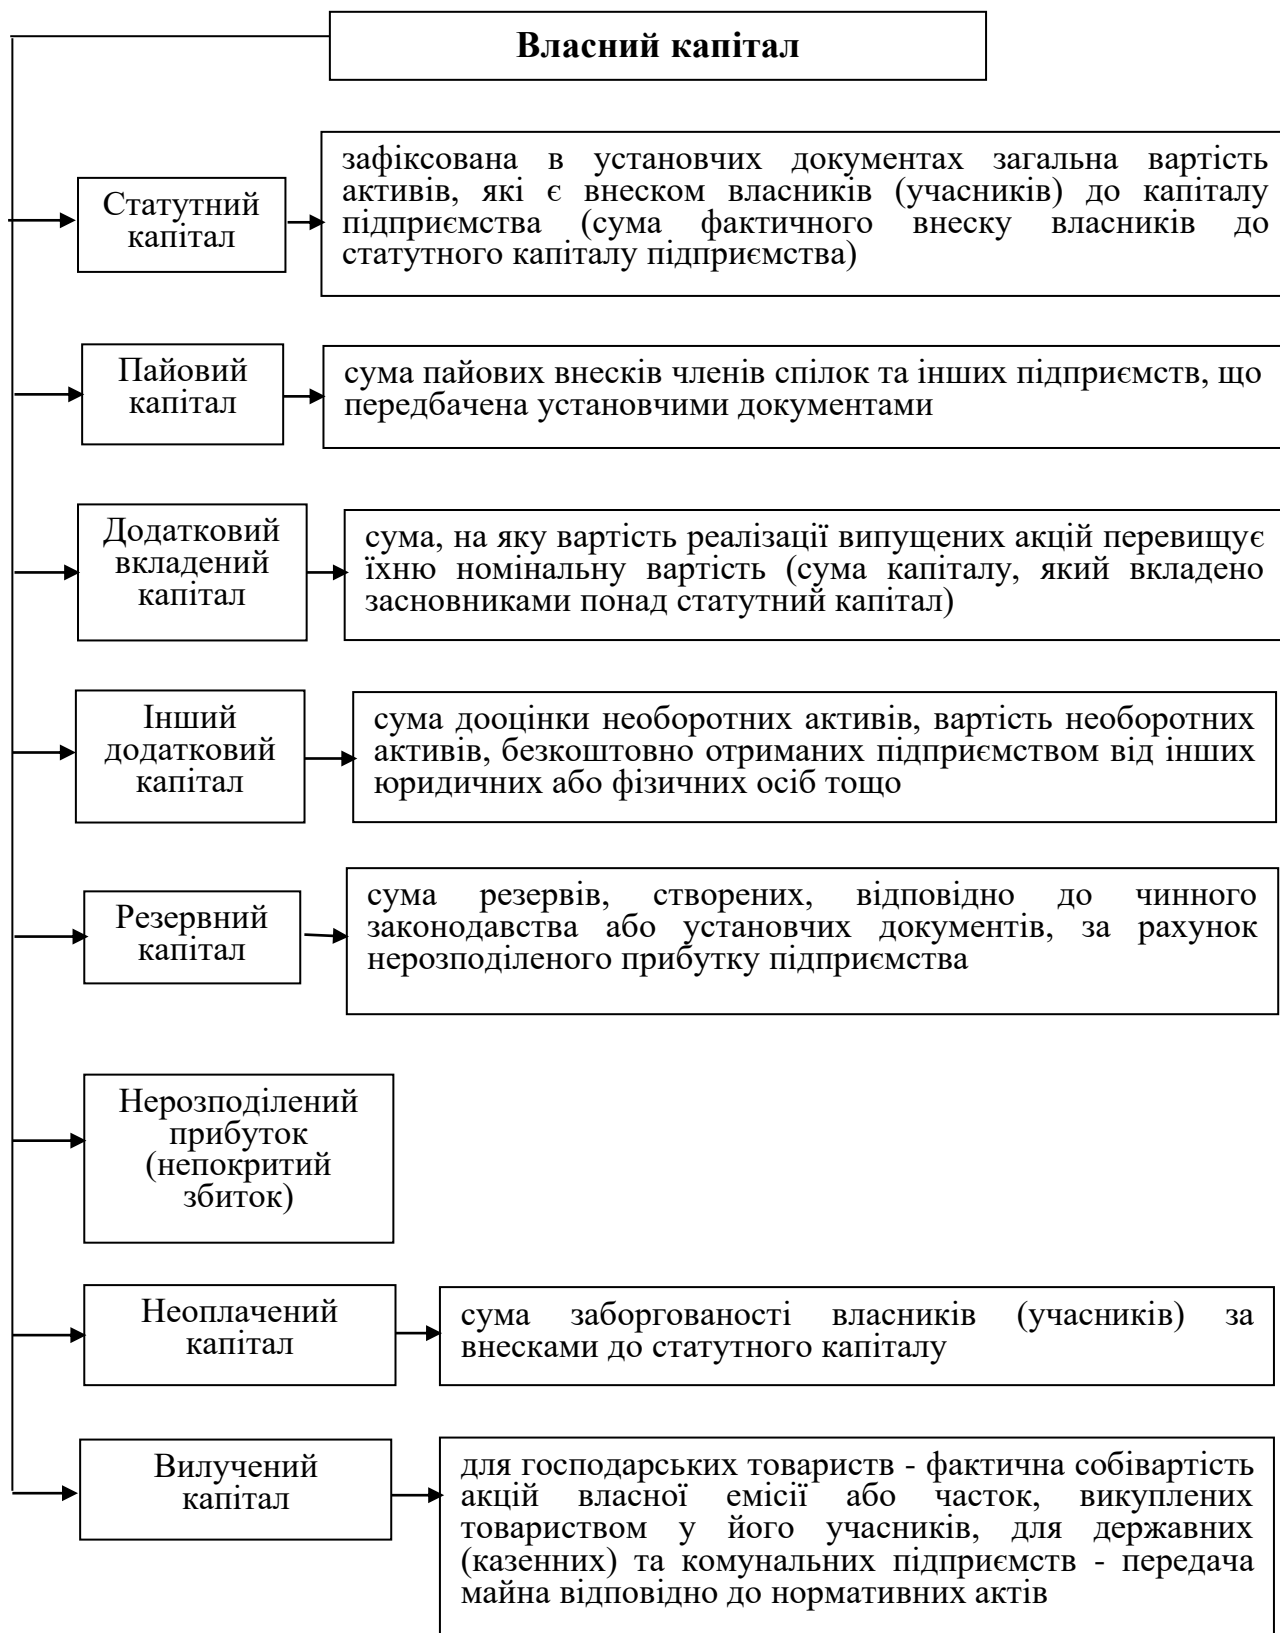 Власний капітал
Статутний
капітал
зафіксована в установчих документах загальна вартість
активів, які є внеском власників (учасників) до капіталу
підприємства (сума фактичного внеску власників до
статутного капіталу підприємства)
Пайовий
капітал
сума пайових внесків членів спілок та інших підприємств, що
передбачена установчими документами
Додатковий
вкладений
капітал
сума, на яку вартість реалізації випущених акцій перевищує
їхню номінальну вартість (сума капіталу, який вкладено
засновниками понад статутний капітал)
Інший
додатковий
капітал
сума дооцінки необоротних активів, вартість необоротних
активів, безкоштовно отриманих підприємством від інших
юридичних або фізичних осіб тощо
Резервний
капітал
сума резервів, створених, відповідно до чинного
законодавства або установчих документів, за рахунок
нерозподіленого прибутку підприємства
Нерозподілений
прибуток
(непокритий
збиток)
Неоплачений
капітал
сума заборгованості власників (учасників) за
внесками до статутного капіталу
Вилучений
капітал
для господарських товариств - фактична собівартість
акцій власної емісії або часток, викуплених
товариством у його учасників, для державних
(казенних) та комунальних підприємств - передача
майна відповідно до нормативних актів